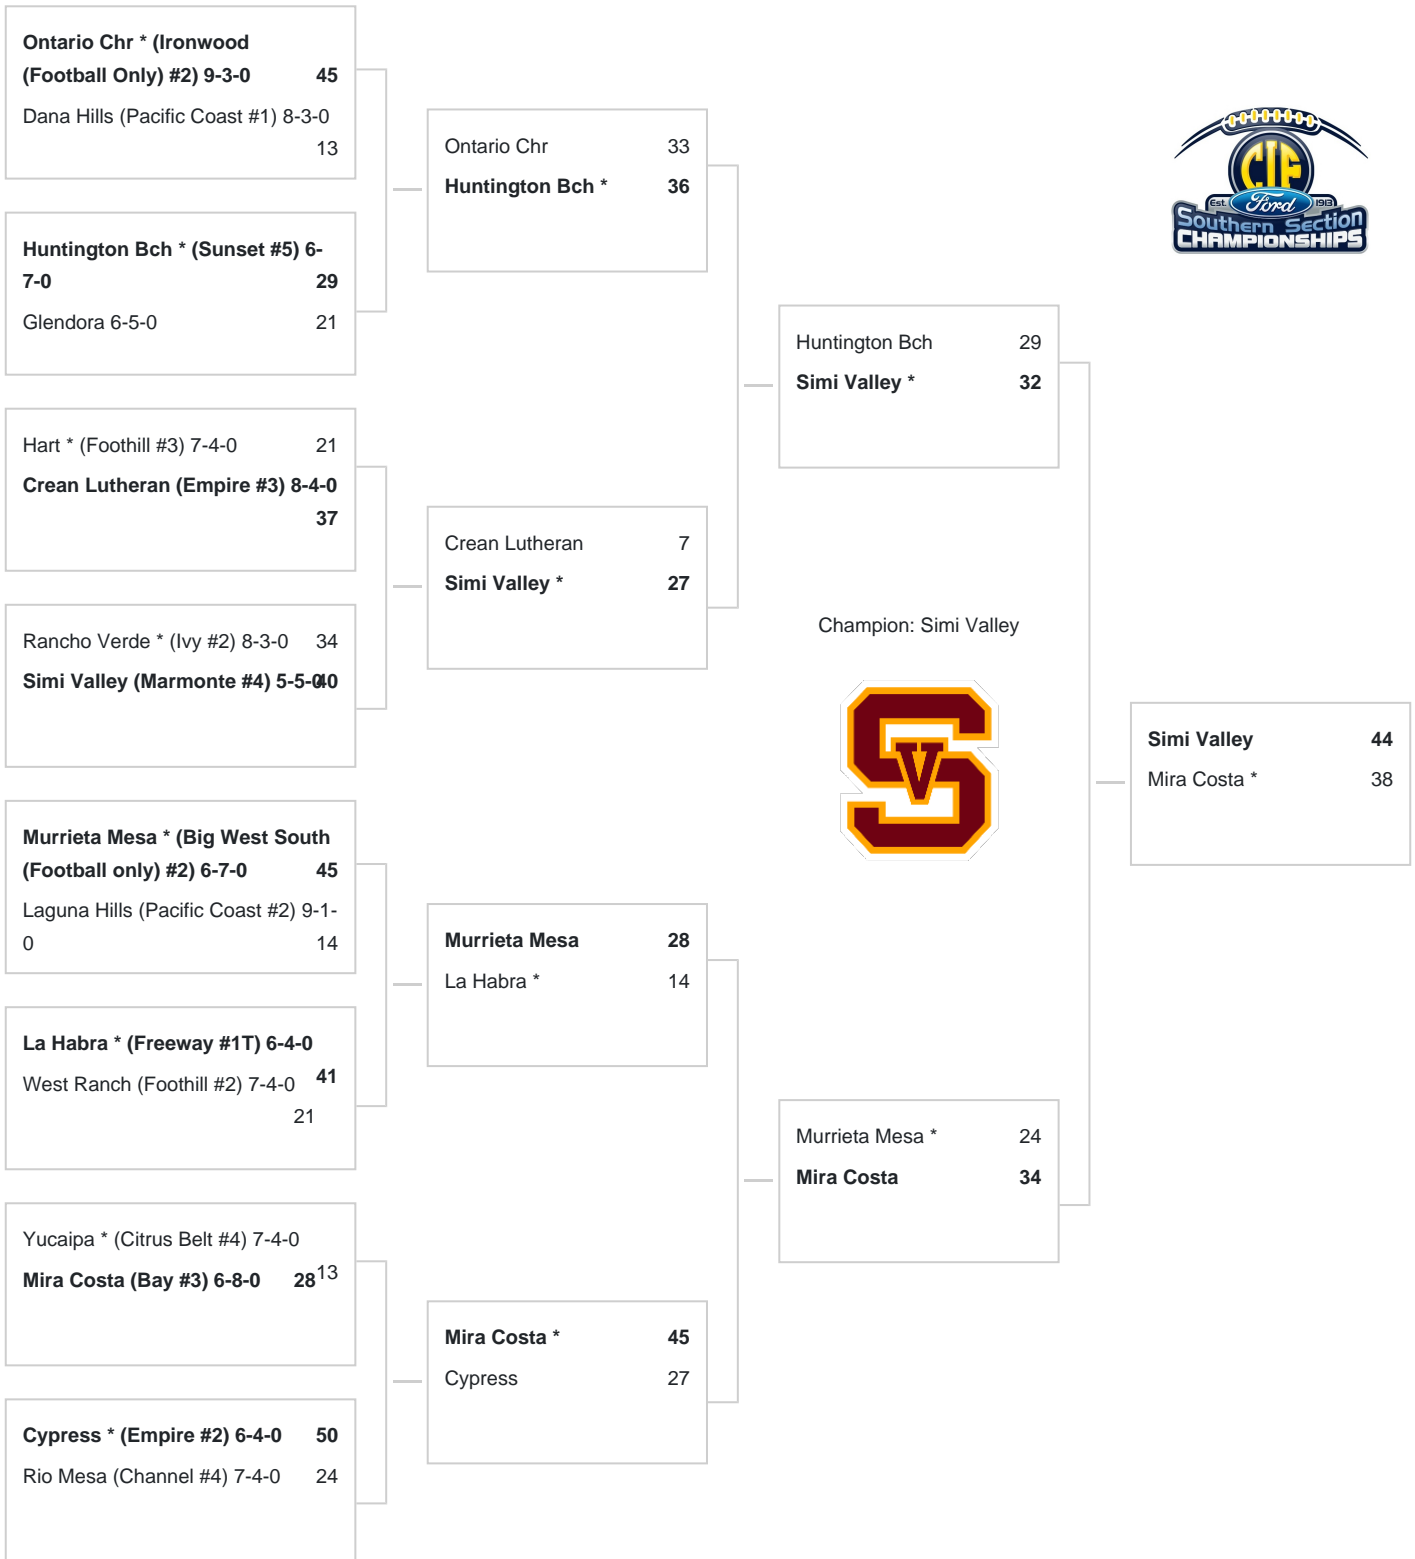 Ontario Chr * (Ironwood
(Football Only) #2) 9-3-0 45
Dana Hills (Pacific Coast #1) 8-3-0
13
Huntington Bch * (Sunset #5) 6-
7-0 29
Glendora 6-5-0 21
Hart * (Foothill #3) 7-4-0 21
Crean Lutheran (Empire #3) 8-4-0
37
Rancho Verde * (Ivy #2) 8-3-0 34
Simi Valley (Marmonte #4) 5-5-0 40
Murrieta Mesa * (Big West South
(Football only) #2) 6-7-0 45
Laguna Hills (Pacific Coast #2) 9-1-
0 14
La Habra * (Freeway #1T) 6-4-0
41
West Ranch (Foothill #2) 7-4-0
21
Yucaipa * (Citrus Belt #4) 7-4-0
13
Mira Costa (Bay #3) 6-8-0 28
Cypress * (Empire #2) 6-4-0 50
Rio Mesa (Channel #4) 7-4-0 24
Ontario Chr 33
Huntington Bch * 36
Crean Lutheran 7
Simi Valley * 27
Murrieta Mesa 28
La Habra * 14
Mira Costa * 45
Cypress 27
Huntington Bch 29
Simi Valley * 32
Champion: Simi Valley
SV
Murrieta Mesa * 24
Mira Costa 34
CIF
Est. Ford 1913
Southern Section
CHAMPIONSHIPS
Simi Valley 44
Mira Costa * 38